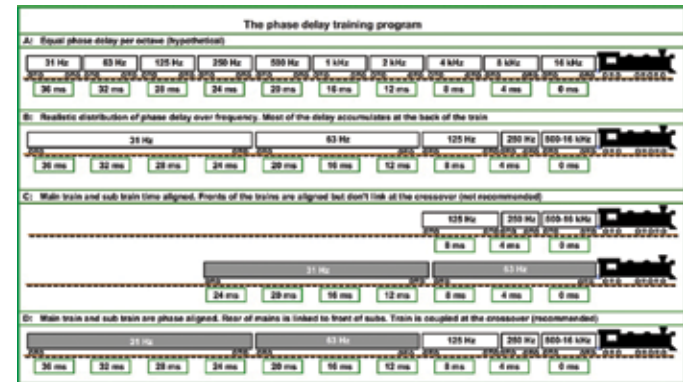 The phase delay training program
A: Equal phase delay per octave (hypothetical)
31 Hz 63 Hz 125 Hz 250 Hz 500 Hz 1 kHz 2 kHz 4 kHz 8 kHz 16 kHz
36 ms 32 ms 28 ms 24 ms 20 ms 16 ms 12 ms 8 ms 4 ms 0 ms
B: Realistic distribution of phase delay over frequency. Most of the delay accumulates at the back of the train
31 Hz 63 Hz 125 Hz 250 Hz 500-16 kHz
36 ms 32 ms 28 ms 24 ms 20 ms 16 ms 12 ms 8 ms 4 ms 0 ms
C: Main train and sub train time aligned. Fronts of the trains are aligned but don't link at the crossover (not recommended)
125 Hz 250 Hz 500-16 kHz
8 ms 4 ms 0 ms
31 Hz 63 Hz
24 ms 20 ms 16 ms 12 ms 8 ms 4 ms 0 ms
D: Main train and sub train are phase aligned. Rear of mains is linked to front of subs. Train is coupled at the crossover (recommended)
31 Hz 63 Hz 125 Hz 250 Hz 500-16 kHz
36 ms 32 ms 28 ms 24 ms 20 ms 16 ms 12 ms 8 ms 4 ms 0 ms